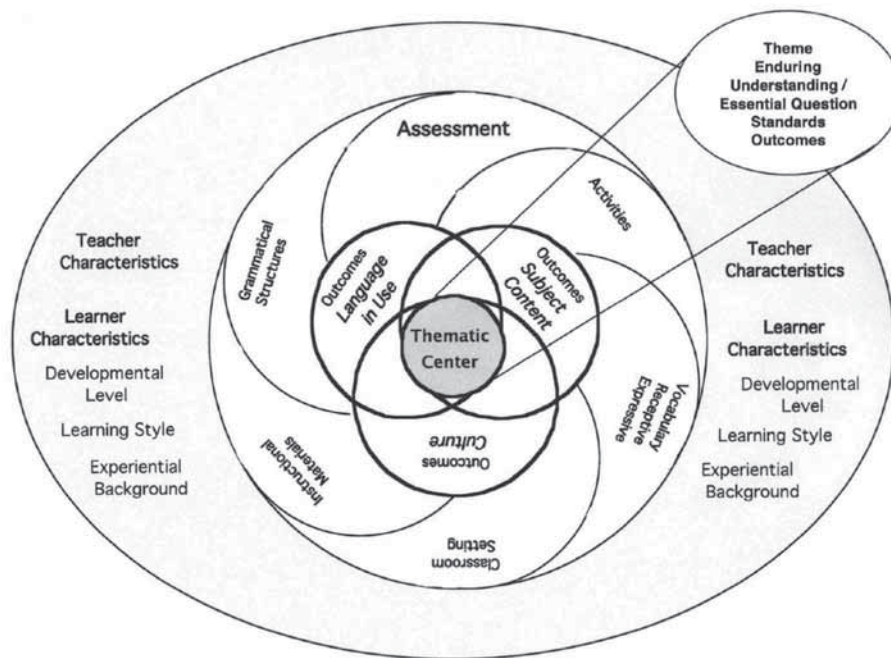 Theme
Enduring
Understanding /
Essential Question
Standards
Outcomes
Assessment
Activities
Grammatical
Structures
Outcomes
Language
in Use
Outcomes
Subject
Content
Thematic
Center
Outcomes
Culture
Vocabulary
Receptive
Expressive
Instructional
Materials
Classroom
Setting
Teacher
Characteristics
Learner
Characteristics
Developmental
Level
Learning Style
Experiential
Background
Teacher
Characteristics
Learner
Characteristics
Developmental
Level
Learning Style
Experiential
Background